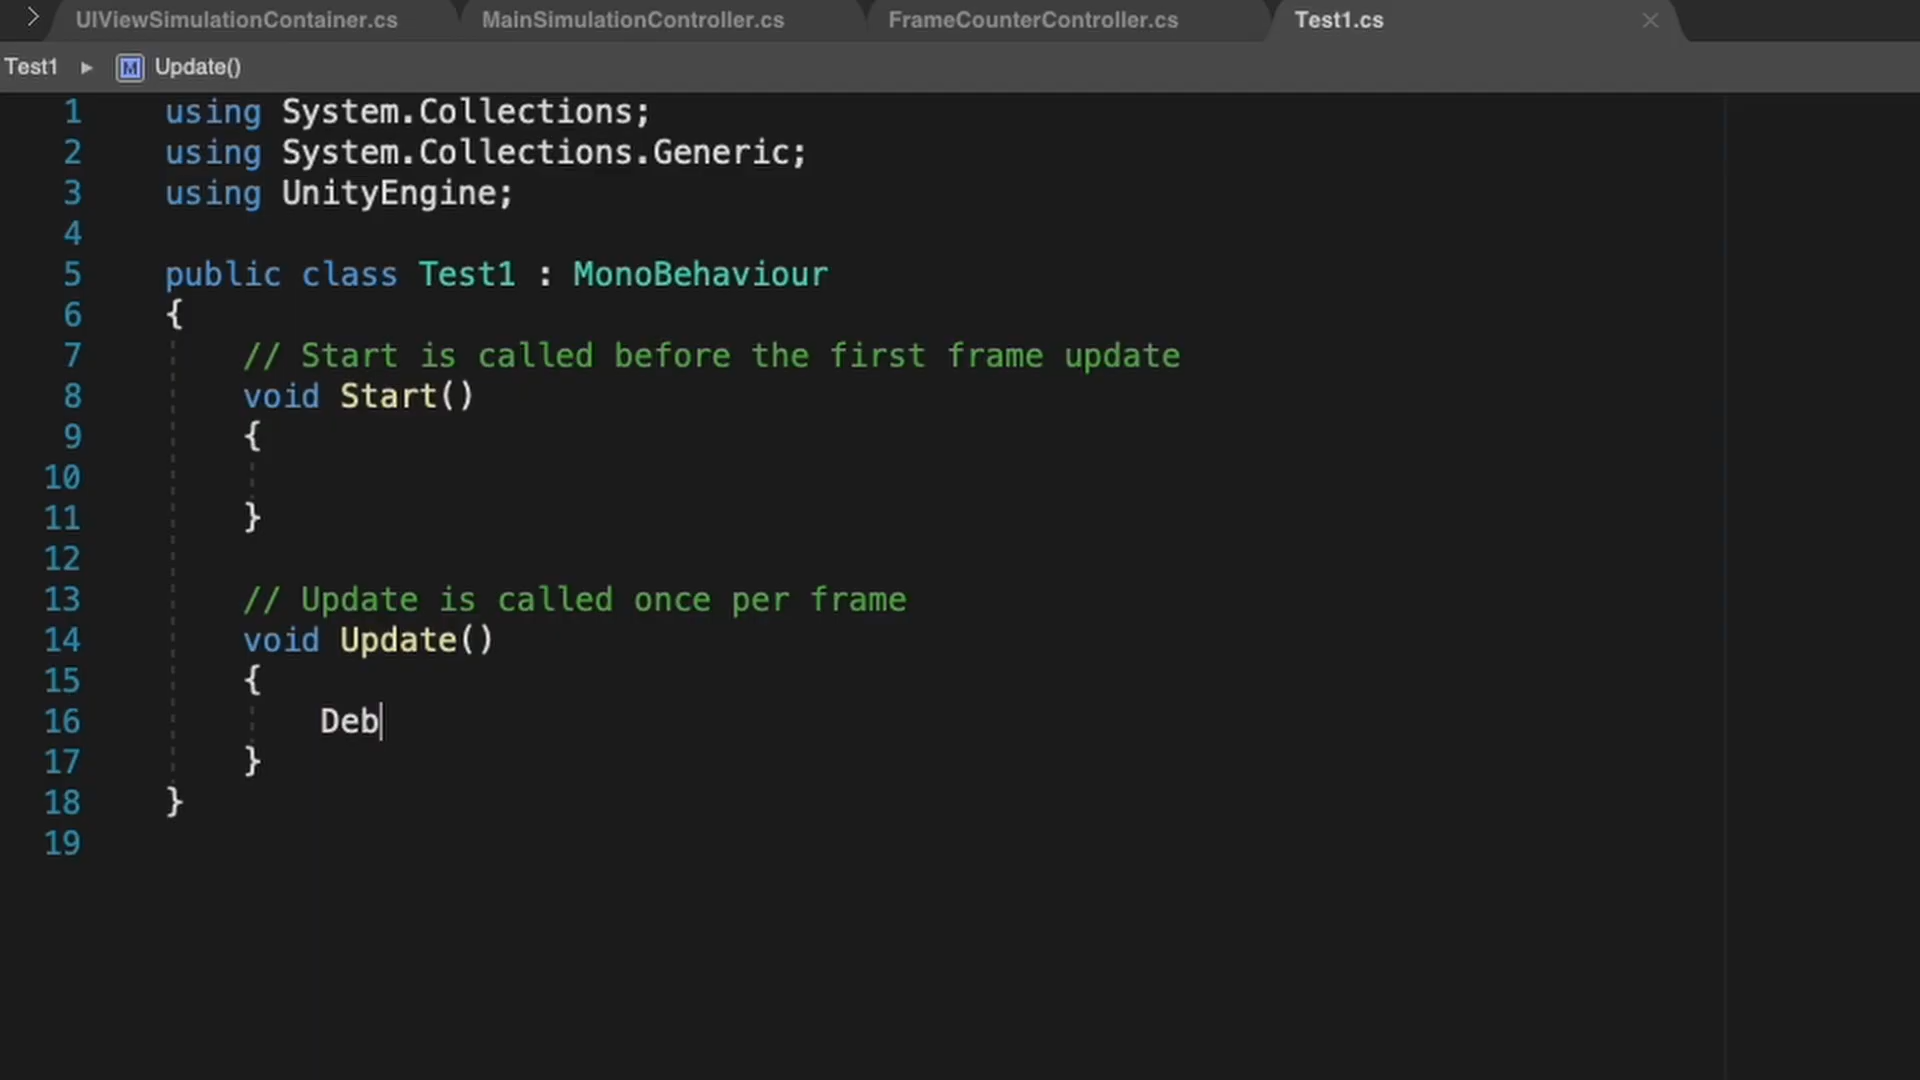 UIViewSimulationContainer.cs MainSimulationController.cs FrameCounterController.cs Test1.cs
Test1 ▸ M Update()
1 using System.Collections;
2 using System.Collections.Generic;
3 using UnityEngine;
4
5 public class Test1 : MonoBehaviour
6 {
7 // Start is called before the first frame update
8 void Start()
9 {
10
11 }
12
13 // Update is called once per frame
14 void Update()
15 {
16 Deb
17 }
18 }
19